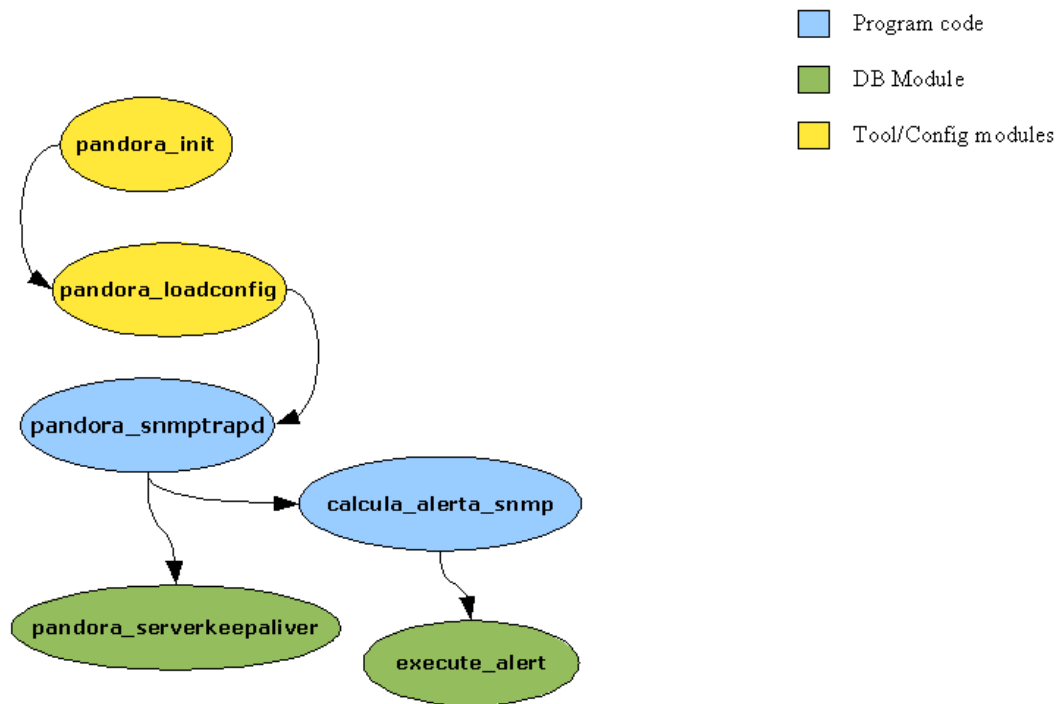 Program code
DB Module
Tool/Config modules
pandora_init
pandora_loadconfig
pandora_snmptrapd
calcula_alerta_snmp
pandora_serverkeepaliver
execute_alert